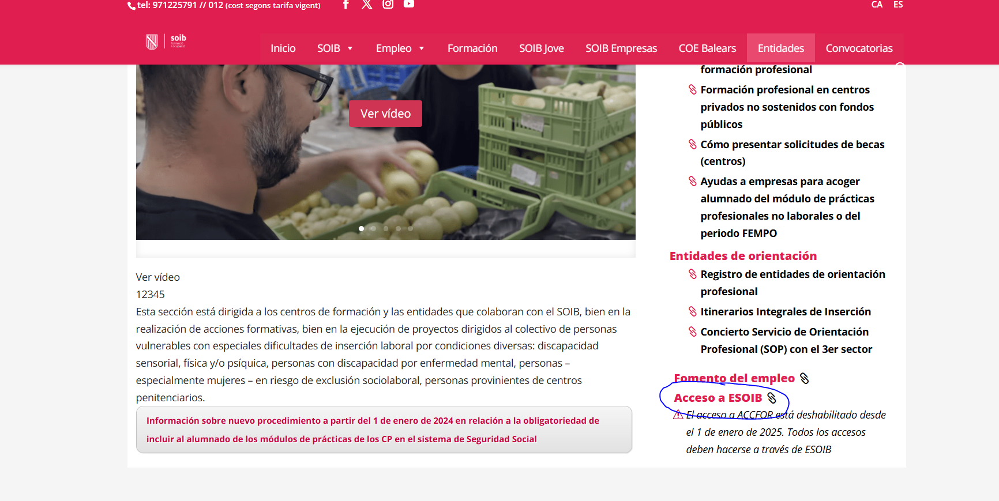 tel: 971225791 // 012 (cost segons tarifa vigent)
CA ES
soib
formació
i ocupació
Inicio SOIB Empleo Formación SOIB Jove SOIB Empresas COE Balears Entidades Convocatorias
Ver vídeo
Ver vídeo
12345
Esta sección está dirigida a los centros de formación y las entidades que colaboran con el SOIB, bien en la
realización de acciones formativas, bien en la ejecución de proyectos dirigidos al colectivo de personas
vulnerables con especiales dificultades de inserción laboral por condiciones diversas: discapacidad
sensorial, física y/o psíquica, personas con discapacidad por enfermedad mental, personas –
especialmente mujeres – en riesgo de exclusión sociolaboral, personas provinientes de centros
penitenciarios.
Información sobre nuevo procedimiento a partir del 1 de enero de 2024 en relación a la obligatoriedad de
incluir al alumnado de los módulos de prácticas de los CP en el sistema de Seguridad Social
formación profesional
Formación profesional en centros
privados no sostenidos con fondos
públicos
Cómo presentar solicitudes de becas
(centros)
Ayudas a empresas para acoger
alumnado del módulo de prácticas
profesionales no laborales o del
periodo FEMPO
Entidades de orientación
Registro de entidades de orientación
profesional
Itinerarios Integrales de Inserción
Concierto Servicio de Orientación
Profesional (SOP) con el 3er sector
Fomento del empleo
Acceso a ESOIB
El acceso a ACCFOR está deshabilitado desde
el 1 de enero de 2025. Todos los accesos
deben hacerse a través de ESOIB